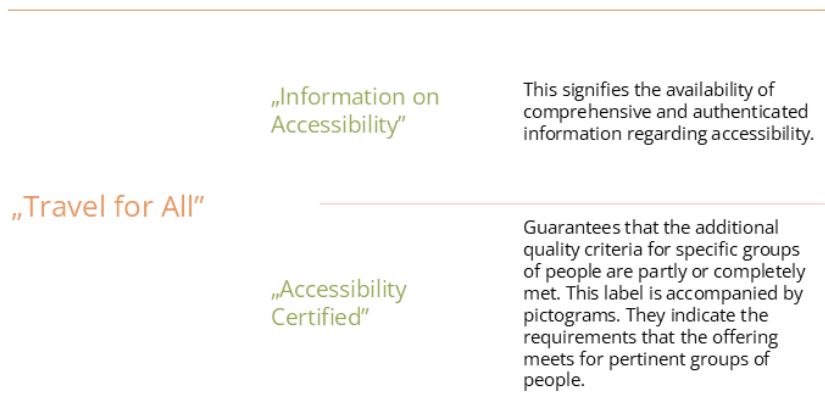 „Travel for All”
„Information on
Accessibility”
This signifies the availability of
comprehensive and authenticated
information regarding accessibility.
„Accessibility
Certified”
Guarantees that the additional
quality criteria for specific groups
of people are partly or completely
met. This label is accompanied by
pictograms. They indicate the
requirements that the offering
meets for pertinent groups of
people.